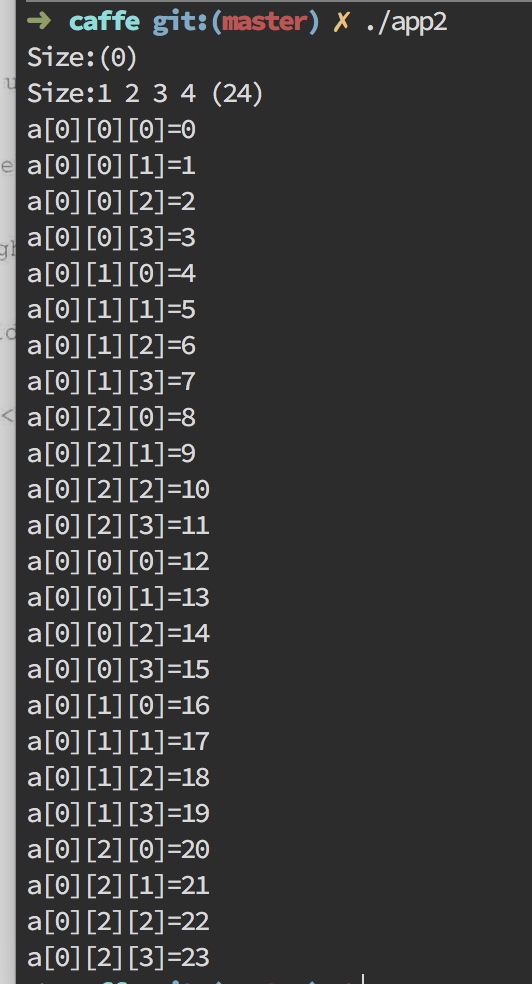 ➜ caffe git:(master) ✗ ./app2
Size:(0)
Size:1 2 3 4 (24)
a[0][0][0]=0
a[0][0][1]=1
a[0][0][2]=2
a[0][0][3]=3
a[0][1][0]=4
a[0][1][1]=5
a[0][1][2]=6
a[0][1][3]=7
a[0][2][0]=8
a[0][2][1]=9
a[0][2][2]=10
a[0][2][3]=11
a[0][0][0]=12
a[0][0][1]=13
a[0][0][2]=14
a[0][0][3]=15
a[0][1][0]=16
a[0][1][1]=17
a[0][1][2]=18
a[0][1][3]=19
a[0][2][0]=20
a[0][2][1]=21
a[0][2][2]=22
a[0][2][3]=23